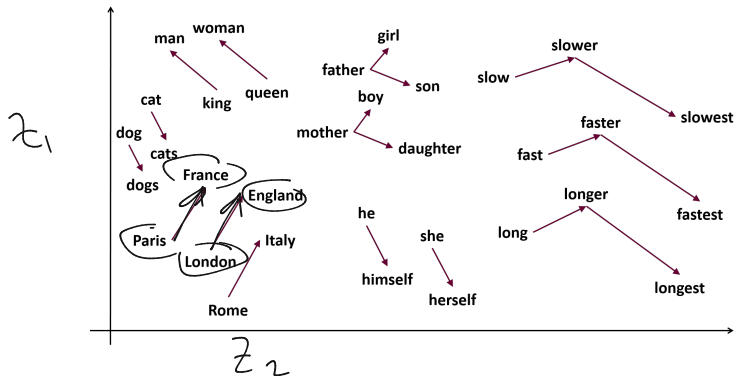 woman
man
girl
slower
father
slow
son
king
queen
boy
cat
slowest
dog
faster
mother
daughter
cats
fast
dogs
France
England
longer
fastest
he
Paris
Italy
she
long
London
himself
longest
herself
Rome
z₁
z₂